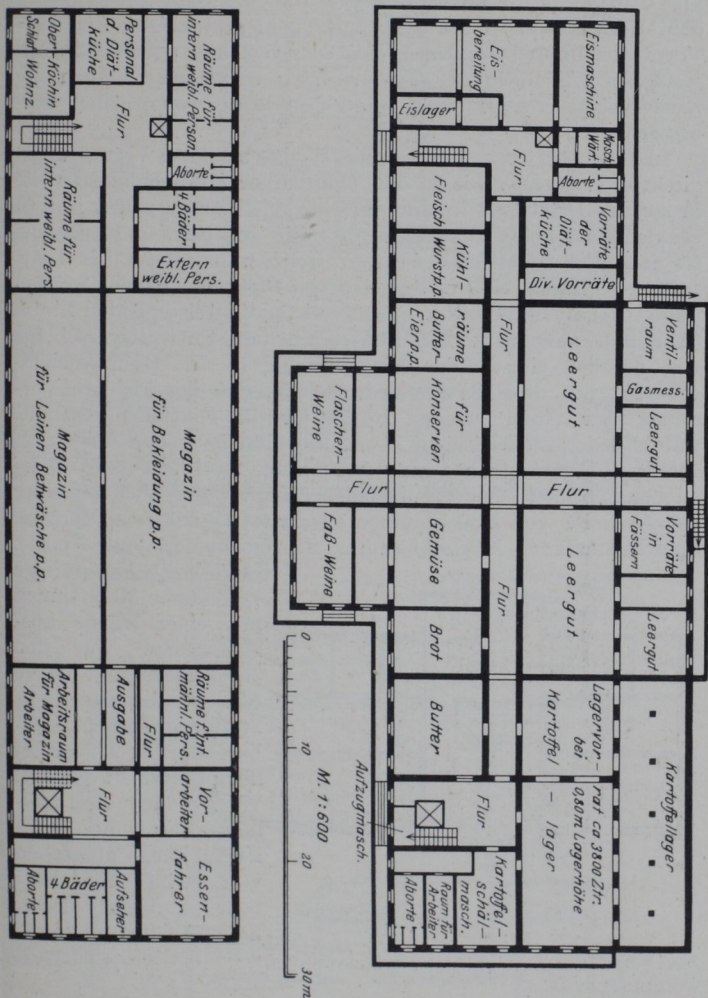 Ober-Köchin
Schlaf Wohnz.
Personal
d. Diät-
küche
Räume für
intern weibl. Person.
Flur
Aborte
4 Bäder
Räume für
intern weibl. Pers.
Extern
weibl. Pers.
Magazin
für Leinen Bettwäsche p.p.
Magazin
für Bekleidung p.p.
Arbeitsraum
für Magazin
Arbeiter
Ausgabe
Flur
Räume f. int.
männl. Pers.
Flur
Vor-
arbeiter
Aborte
4 Bäder
Aufseher
Essen-
fahrer
Eis-
bereitung
Eismaschine
Eislager
Masch.
Wärt.
Flur
Aborte
Fleisch
Vorräte
der
Diät-
küche
Kühl-
Wurst p.p.
Div. Vorräte
räume
Butter-
Eier p.p.
Flur
Leergut
Ventil-
raum
Gasmess.
Leergut
Flaschen-
Weine
für
Konserven
Flur
Flur
Faß-Weine
Gemüse
Flur
Leergut
Vorräte
in
Fässern
Leergut
Brot
Butter
Lagervor-
bei
Kartoffel
rat ca 3800 Ztr.
0,80 m Lagerhöhe
- lager
Kartoffellager
Flur
Aufzugmasch.
Aborte
Raum für
Arbeiter
Kartoffel-
schäl-
masch.
0
10
20
30 m
M. 1:600